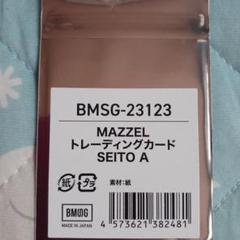 BMSG-23123
MAZZEL
トレーディングカード
SEITO A
素材:紙
紙 プラ
BMSG
MADE IN JAPAN
4 573621 382481